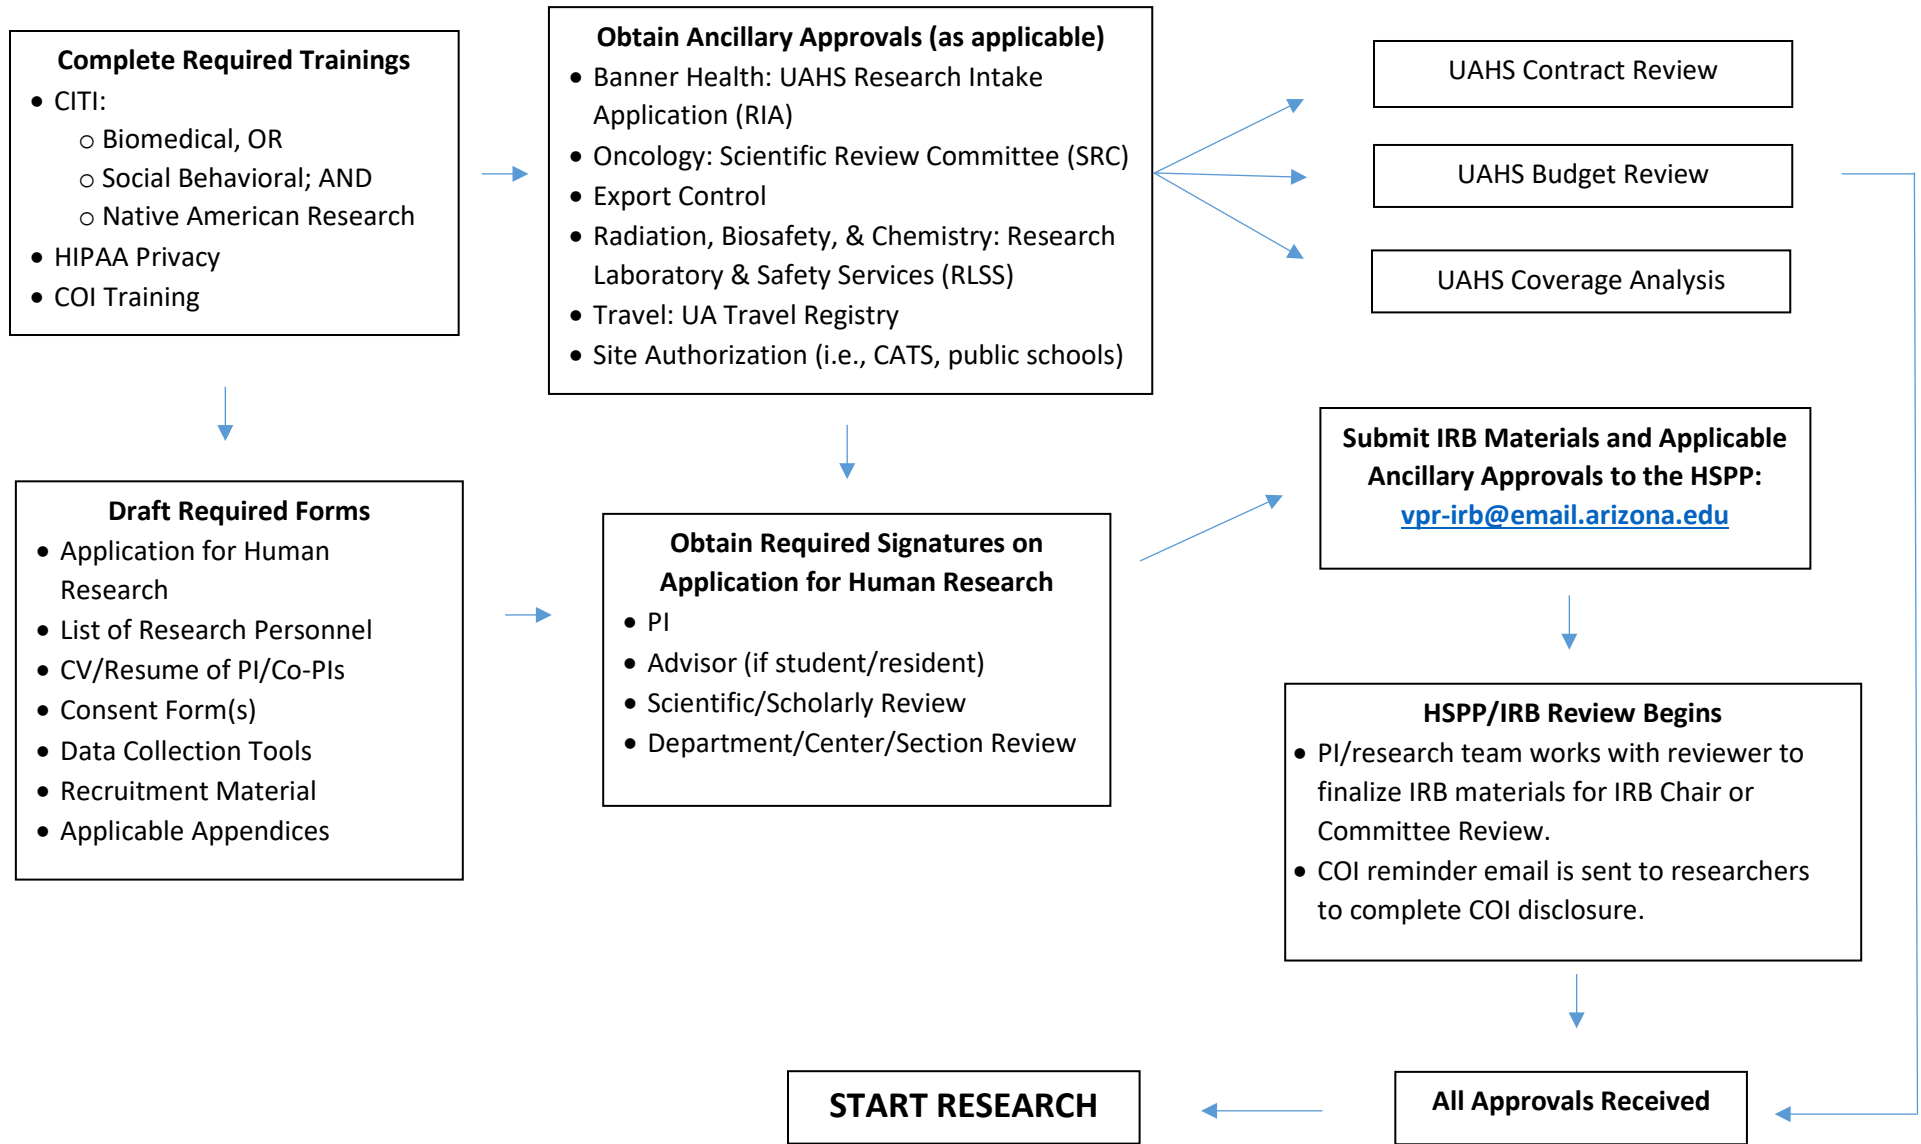 Complete Required Trainings
• CITI:
o Biomedical, OR
o Social Behavioral; AND
o Native American Research
• HIPAA Privacy
• COI Training
Obtain Ancillary Approvals (as applicable)
• Banner Health: UAHS Research Intake
Application (RIA)
• Oncology: Scientific Review Committee (SRC)
• Export Control
• Radiation, Biosafety, & Chemistry: Research
Laboratory & Safety Services (RLSS)
• Travel: UA Travel Registry
• Site Authorization (i.e., CATS, public schools)
UAHS Contract Review
UAHS Budget Review
UAHS Coverage Analysis
Draft Required Forms
• Application for Human
Research
• List of Research Personnel
• CV/Resume of PI/Co-PIs
• Consent Form(s)
• Data Collection Tools
• Recruitment Material
• Applicable Appendices
Obtain Required Signatures on
Application for Human Research
• PI
• Advisor (if student/resident)
• Scientific/Scholarly Review
• Department/Center/Section Review
Submit IRB Materials and Applicable
Ancillary Approvals to the HSPP:
vpr-irb@email.arizona.edu
HSPP/IRB Review Begins
• PI/research team works with reviewer to
finalize IRB materials for IRB Chair or
Committee Review.
• COI reminder email is sent to researchers
to complete COI disclosure.
All Approvals Received
START RESEARCH